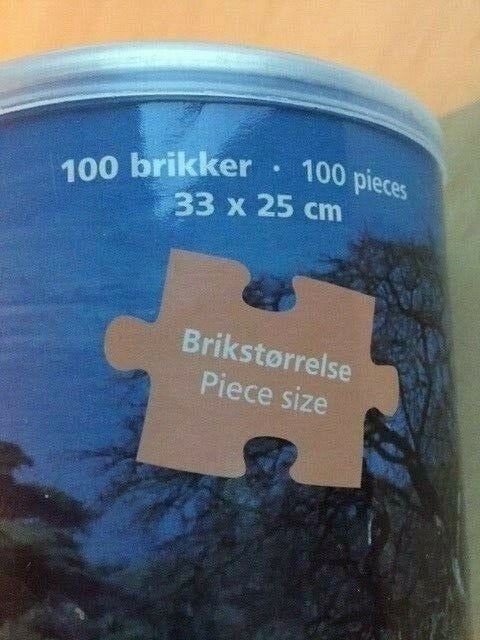 100 brikker · 100 pieces
33 x 25 cm
Brikstørrelse
Piece size